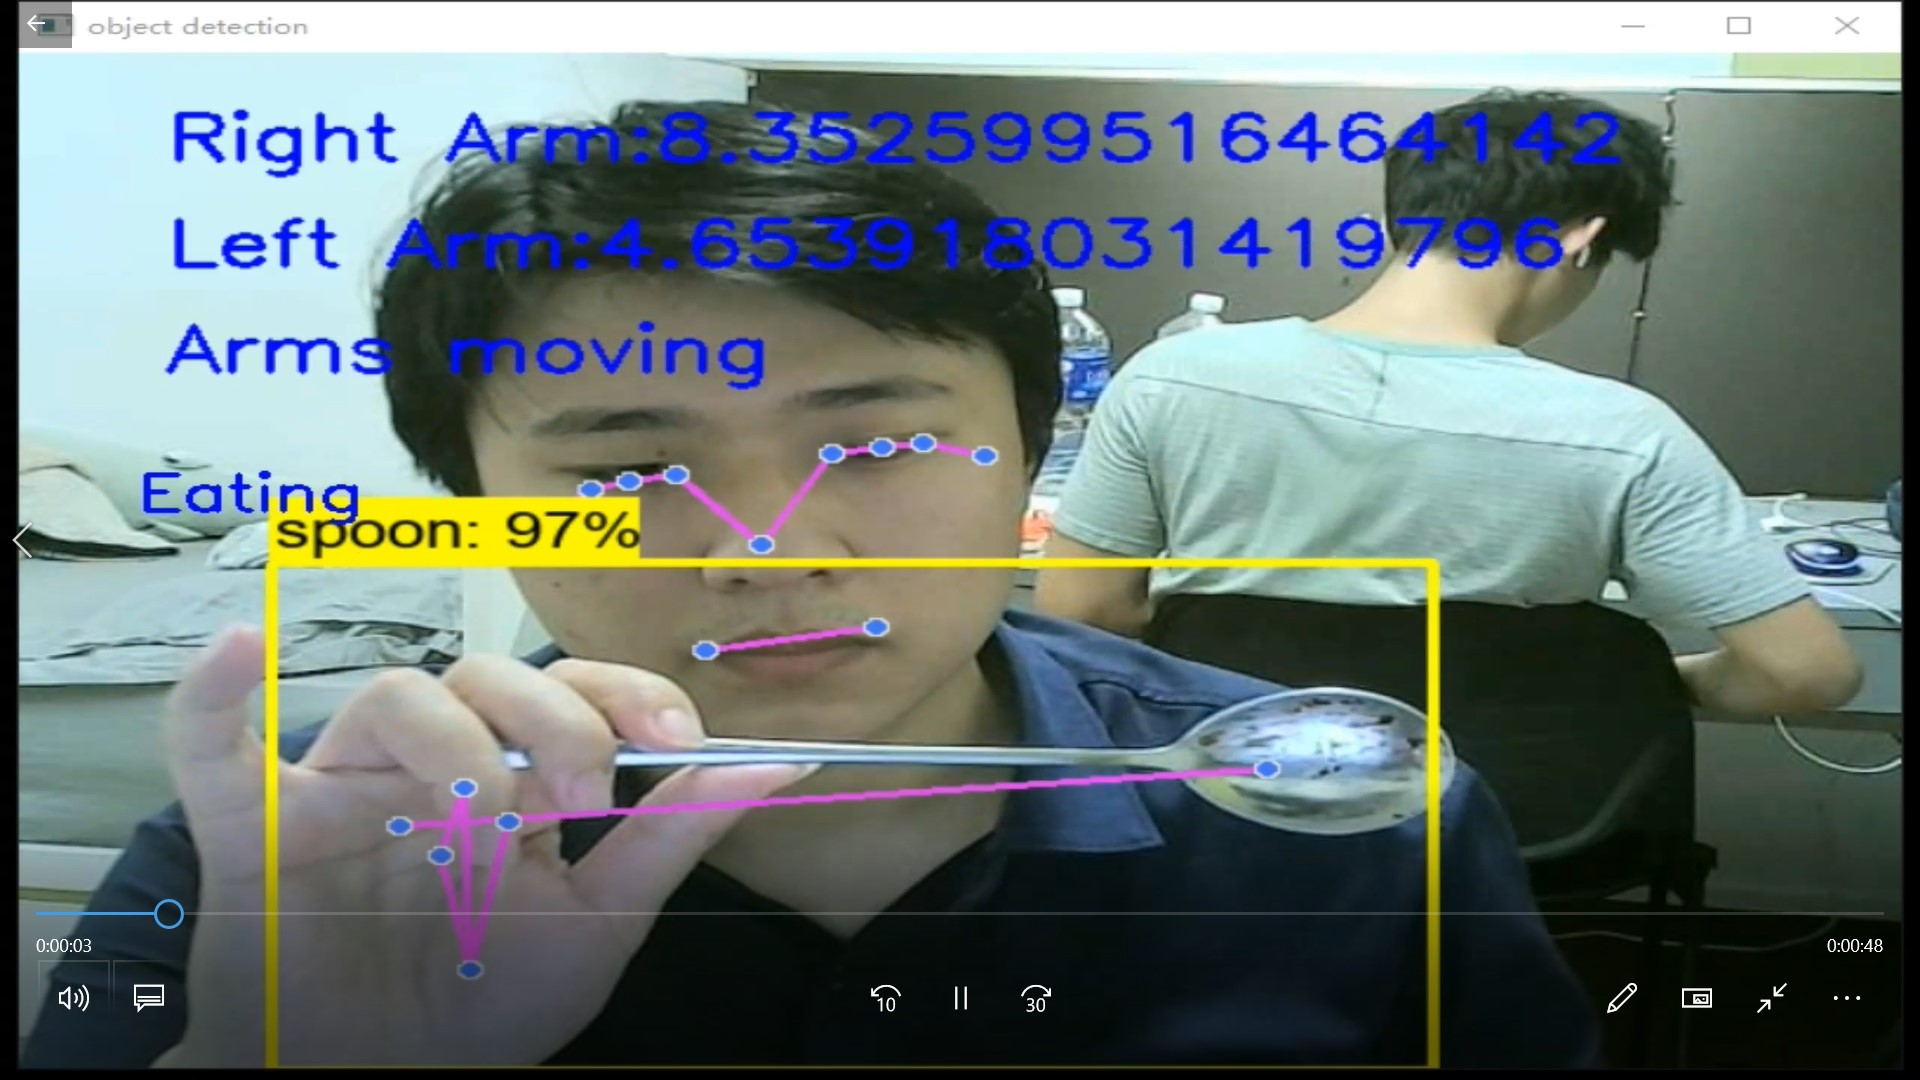 object detection
Right Arm:8.352599516464142
Left Arm:4.653918031419796
Arms moving
Eating
spoon: 97%
0:00:03
0:00:48
10
30